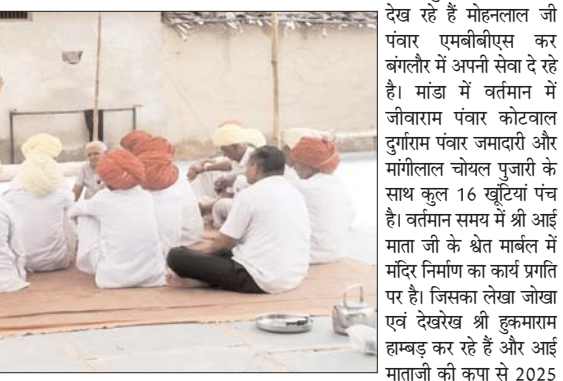 देख रहे हैं मोहनलाल जी
पंवार एमबीबीएस कर
बंगलौर में अपनी सेवा दे रहे
है। मांडा में वर्तमान में
जीवाराम पंवार कोटवाल
दुर्गाराम पंवार जमादारी और
मांगीलाल चोयल पुजारी के
साथ कुल 16 खूंटियां पंच
है। वर्तमान समय में श्री आई
माता जी के श्वेत मार्बल में
मंदिर निर्माण का कार्य प्रगति
पर है। जिसका लेखा जोखा
एवं देखरेख श्री हुकमाराम
हाम्बड़ कर रहे हैं और आई
माताजी की कृपा से 2025